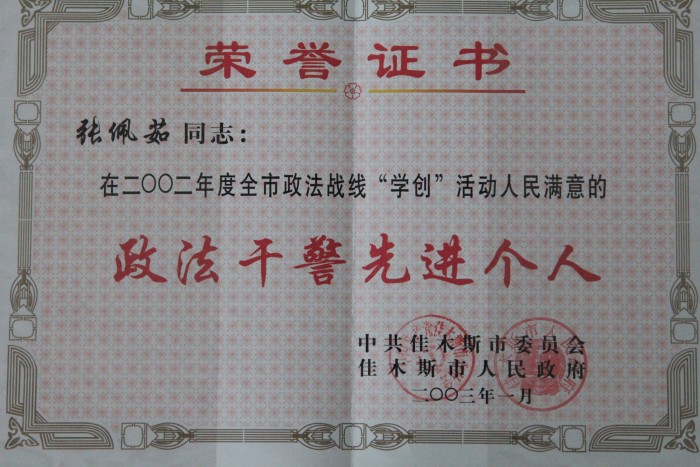 荣誉证书
张佩茹同志：
在二〇〇二年度全市政法战线“学创”活动人民满意的
政法干警先进个人
中共佳木斯市委员会
佳木斯市人民政府
二〇〇三年一月